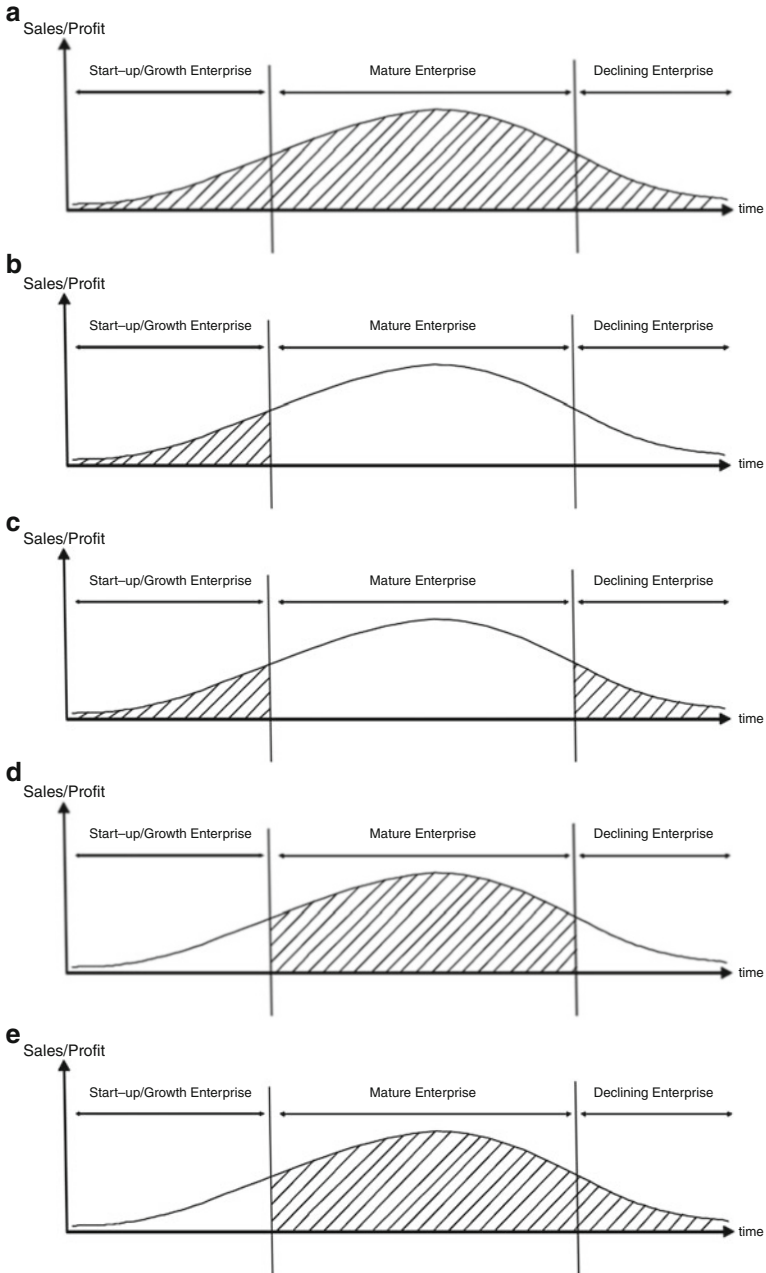 a
Sales/Profit
Start–up/Growth Enterprise Mature Enterprise Declining Enterprise
time
b
Sales/Profit
Start–up/Growth Enterprise Mature Enterprise Declining Enterprise
time
c
Sales/Profit
Start–up/Growth Enterprise Mature Enterprise Declining Enterprise
time
d
Sales/Profit
Start–up/Growth Enterprise Mature Enterprise Declining Enterprise
time
e
Sales/Profit
Start–up/Growth Enterprise Mature Enterprise Declining Enterprise
time